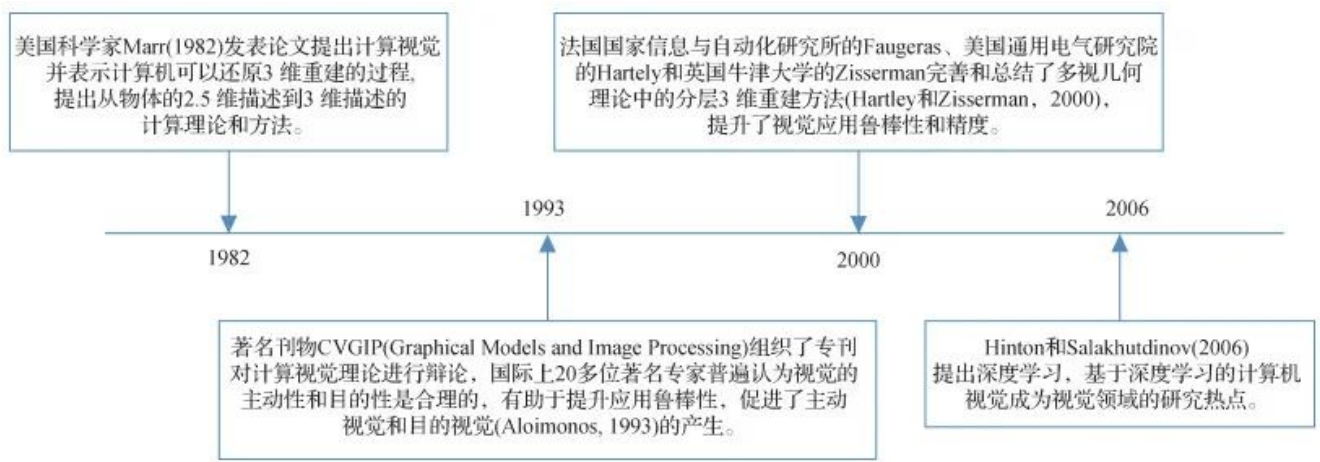 美国科学家Marr(1982)发表论文提出计算视觉
并表示计算机可以还原3 维重建的过程,
提出从物体的2.5 维描述到3 维描述的
计算理论和方法。
法国国家信息与自动化研究所的Faugeras、美国通用电气研究院
的Hartely和英国牛津大学的Zisserman完善和总结了多视几何
理论中的分层3 维重建方法(Hartley和Zisserman，2000)，
提升了视觉应用鲁棒性和精度。
1993
2006
1982
2000
著名刊物CVGIP(Graphical Models and Image Processing)组织了专刊
对计算视觉理论进行辩论，国际上20多位著名专家普遍认为视觉的
主动性和目的性是合理的，有助于提升应用鲁棒性，促进了主动
视觉和目的视觉(Aloimonos, 1993)的产生。
Hinton和Salakhutdinov(2006)
提出深度学习，基于深度学习的计算机
视觉成为视觉领域的研究热点。